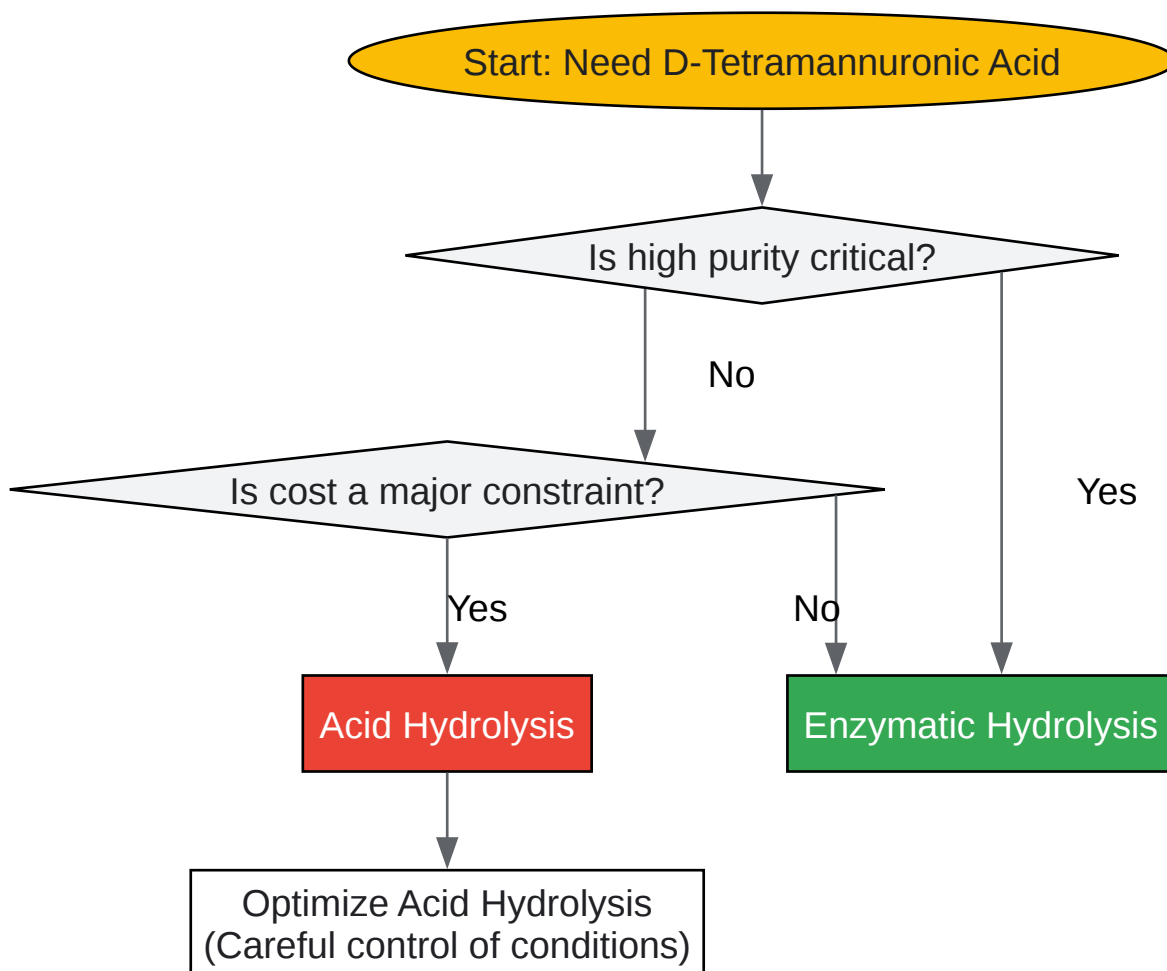 Start: Need D-Tetramannuronic Acid
Is high purity critical?
No
Is cost a major constraint?
Yes
Yes
No
Acid Hydrolysis
Enzymatic Hydrolysis
Optimize Acid Hydrolysis
(Careful control of conditions)